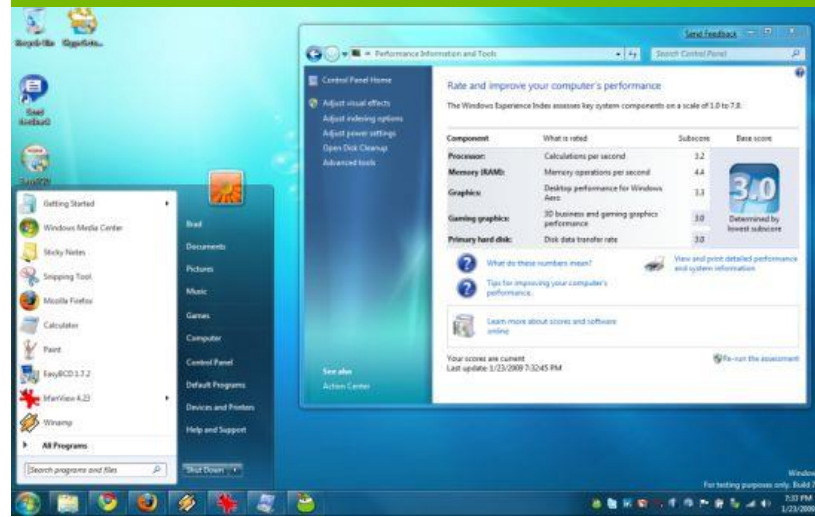 Recycle Bin
Send
feedback
Getting Started
Windows Media Center
Sticky Notes
Snipping Tool
Mozilla Firefox
Calculator
Paint
EasyBCD 1.7.2
IrfanView 4.23
Winamp
All Programs
Search programs and files
Brad
Documents
Pictures
Music
Games
Computer
Control Panel
Default Programs
Devices and Printers
Help and Support
Shut Down
Send feedback
Performance Information and Tools
Search Control Panel
Control Panel Home
Adjust visual effects
Adjust indexing options
Adjust power settings
Open Disk Cleanup
Advanced tools
See also
Action Center
Rate and improve your computer's performance
The Windows Experience Index assesses key system components on a scale of 1.0 to 7.0.
Component What is rated Subscore Base score
Processor: Calculations per second 3.2
Memory (RAM): Memory operations per second 4.4
Graphics: Desktop performance for Windows
Aero 3.3
Gaming graphics: 3D business and gaming graphics
performance 3.0
Primary hard disk: Disk data transfer rate 3.0
3.0
Determined by
lowest subscore
What do these numbers mean?
View and print detailed performance
and system information
Tips for improving your computer's
performance.
Learn more about scores and software
online
Your scores are current
Last update: 1/23/2009 7:32:45 PM
Re-run the assessment
Window
For testing purposes only. Build 7
7:33 PM
1/23/2009